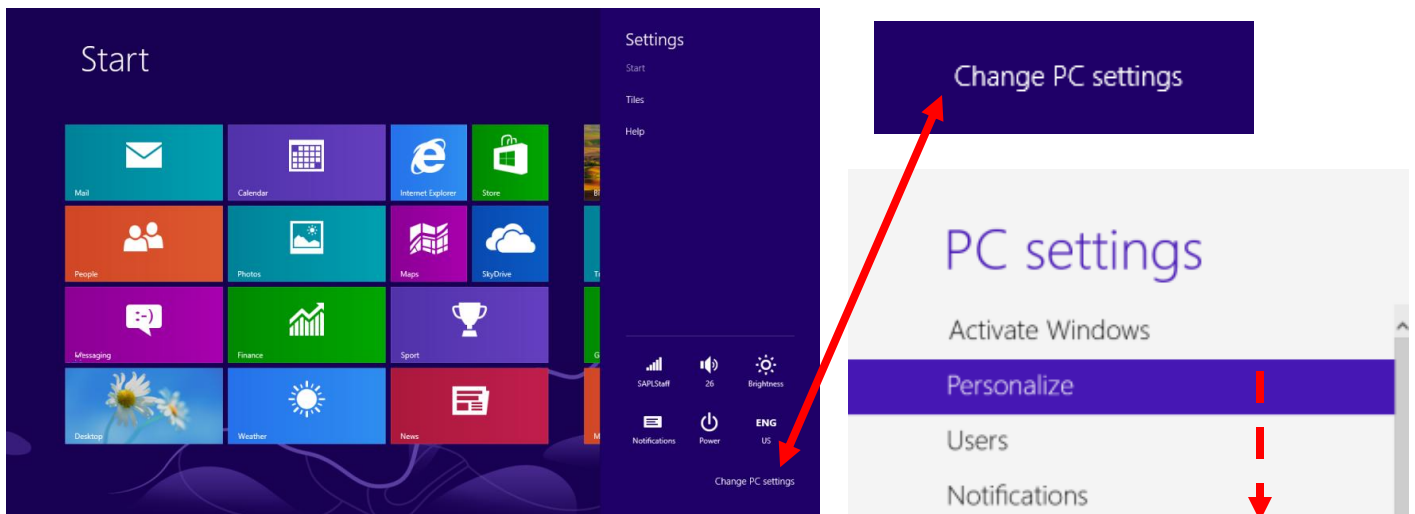 Start
Mail
Calendar
Internet Explorer
Store
People
Photos
Maps
SkyDrive
Messaging
Finance
Sport
Desktop
Weather
News
Settings
Start
Tiles
Help
SAPLStaff
26
Brightness
Notifications
Power
ENG
US
Change PC settings
Change PC settings
PC settings
Activate Windows
Personalize
Users
Notifications